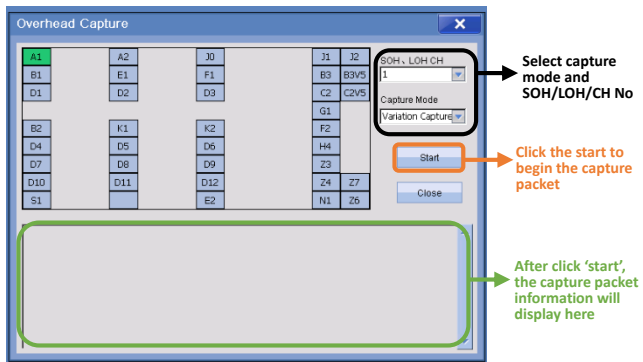 Overhead Capture
A1 A2 J0 J1 J2
B1 E1 F1 B3 B3V5
D1 D2 D3 C2 C2V5
G1
B2 K1 K2 F2
D4 D5 D6 H4
D7 D8 D9 Z3
D10 D11 D12 Z4 Z7
S1 E2 N1 Z6
SOH、LOH CH
1
Capture Mode
Variation Capture
Start
Close
Select capture
mode and
SOH/LOH/CH No
Click the start to
begin the capture
packet
After click ‘start’,
the capture packet
information will
display here